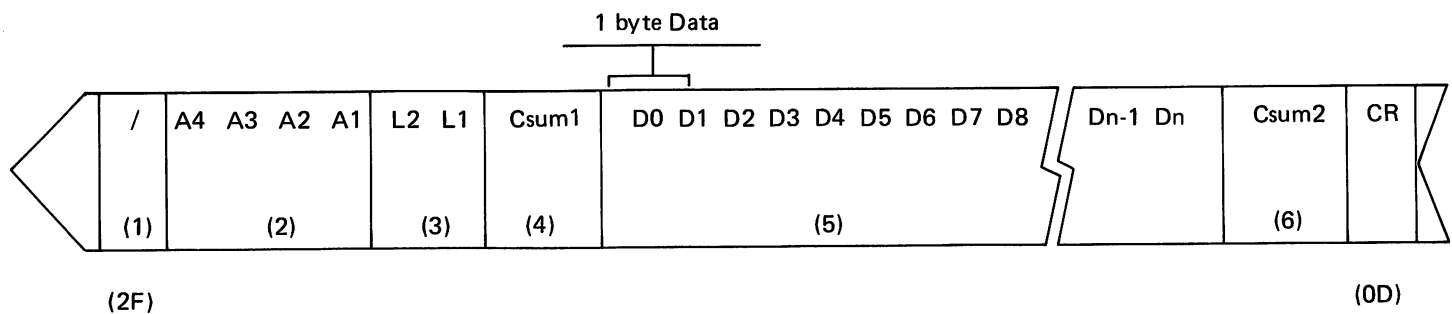 1 byte Data
/ A4 A3 A2 A1 L2 L1 Csum1 D0 D1 D2 D3 D4 D5 D6 D7 D8 Dn-1 Dn Csum2 CR
(1) (2) (3) (4) (5) (6)
(2F) (0D)